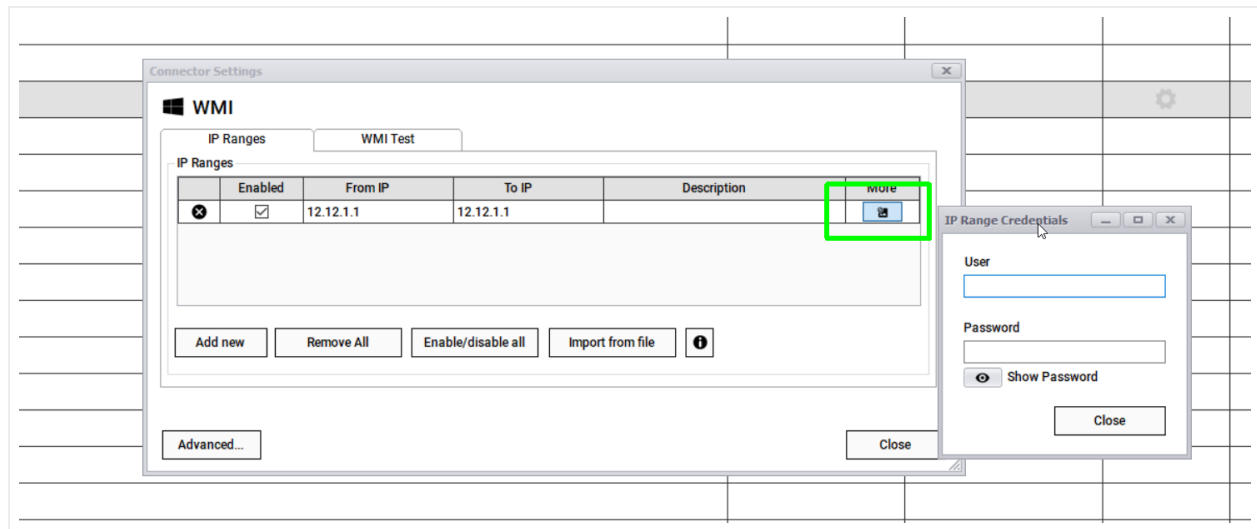 Connector Settings
WMI
IP Ranges WMI Test
IP Ranges
Enabled From IP To IP Description More
12.12.1.1 12.12.1.1
Add new Remove All Enable/disable all Import from file
Advanced... Close
IP Range Credentials
User
Password
Show Password
Close